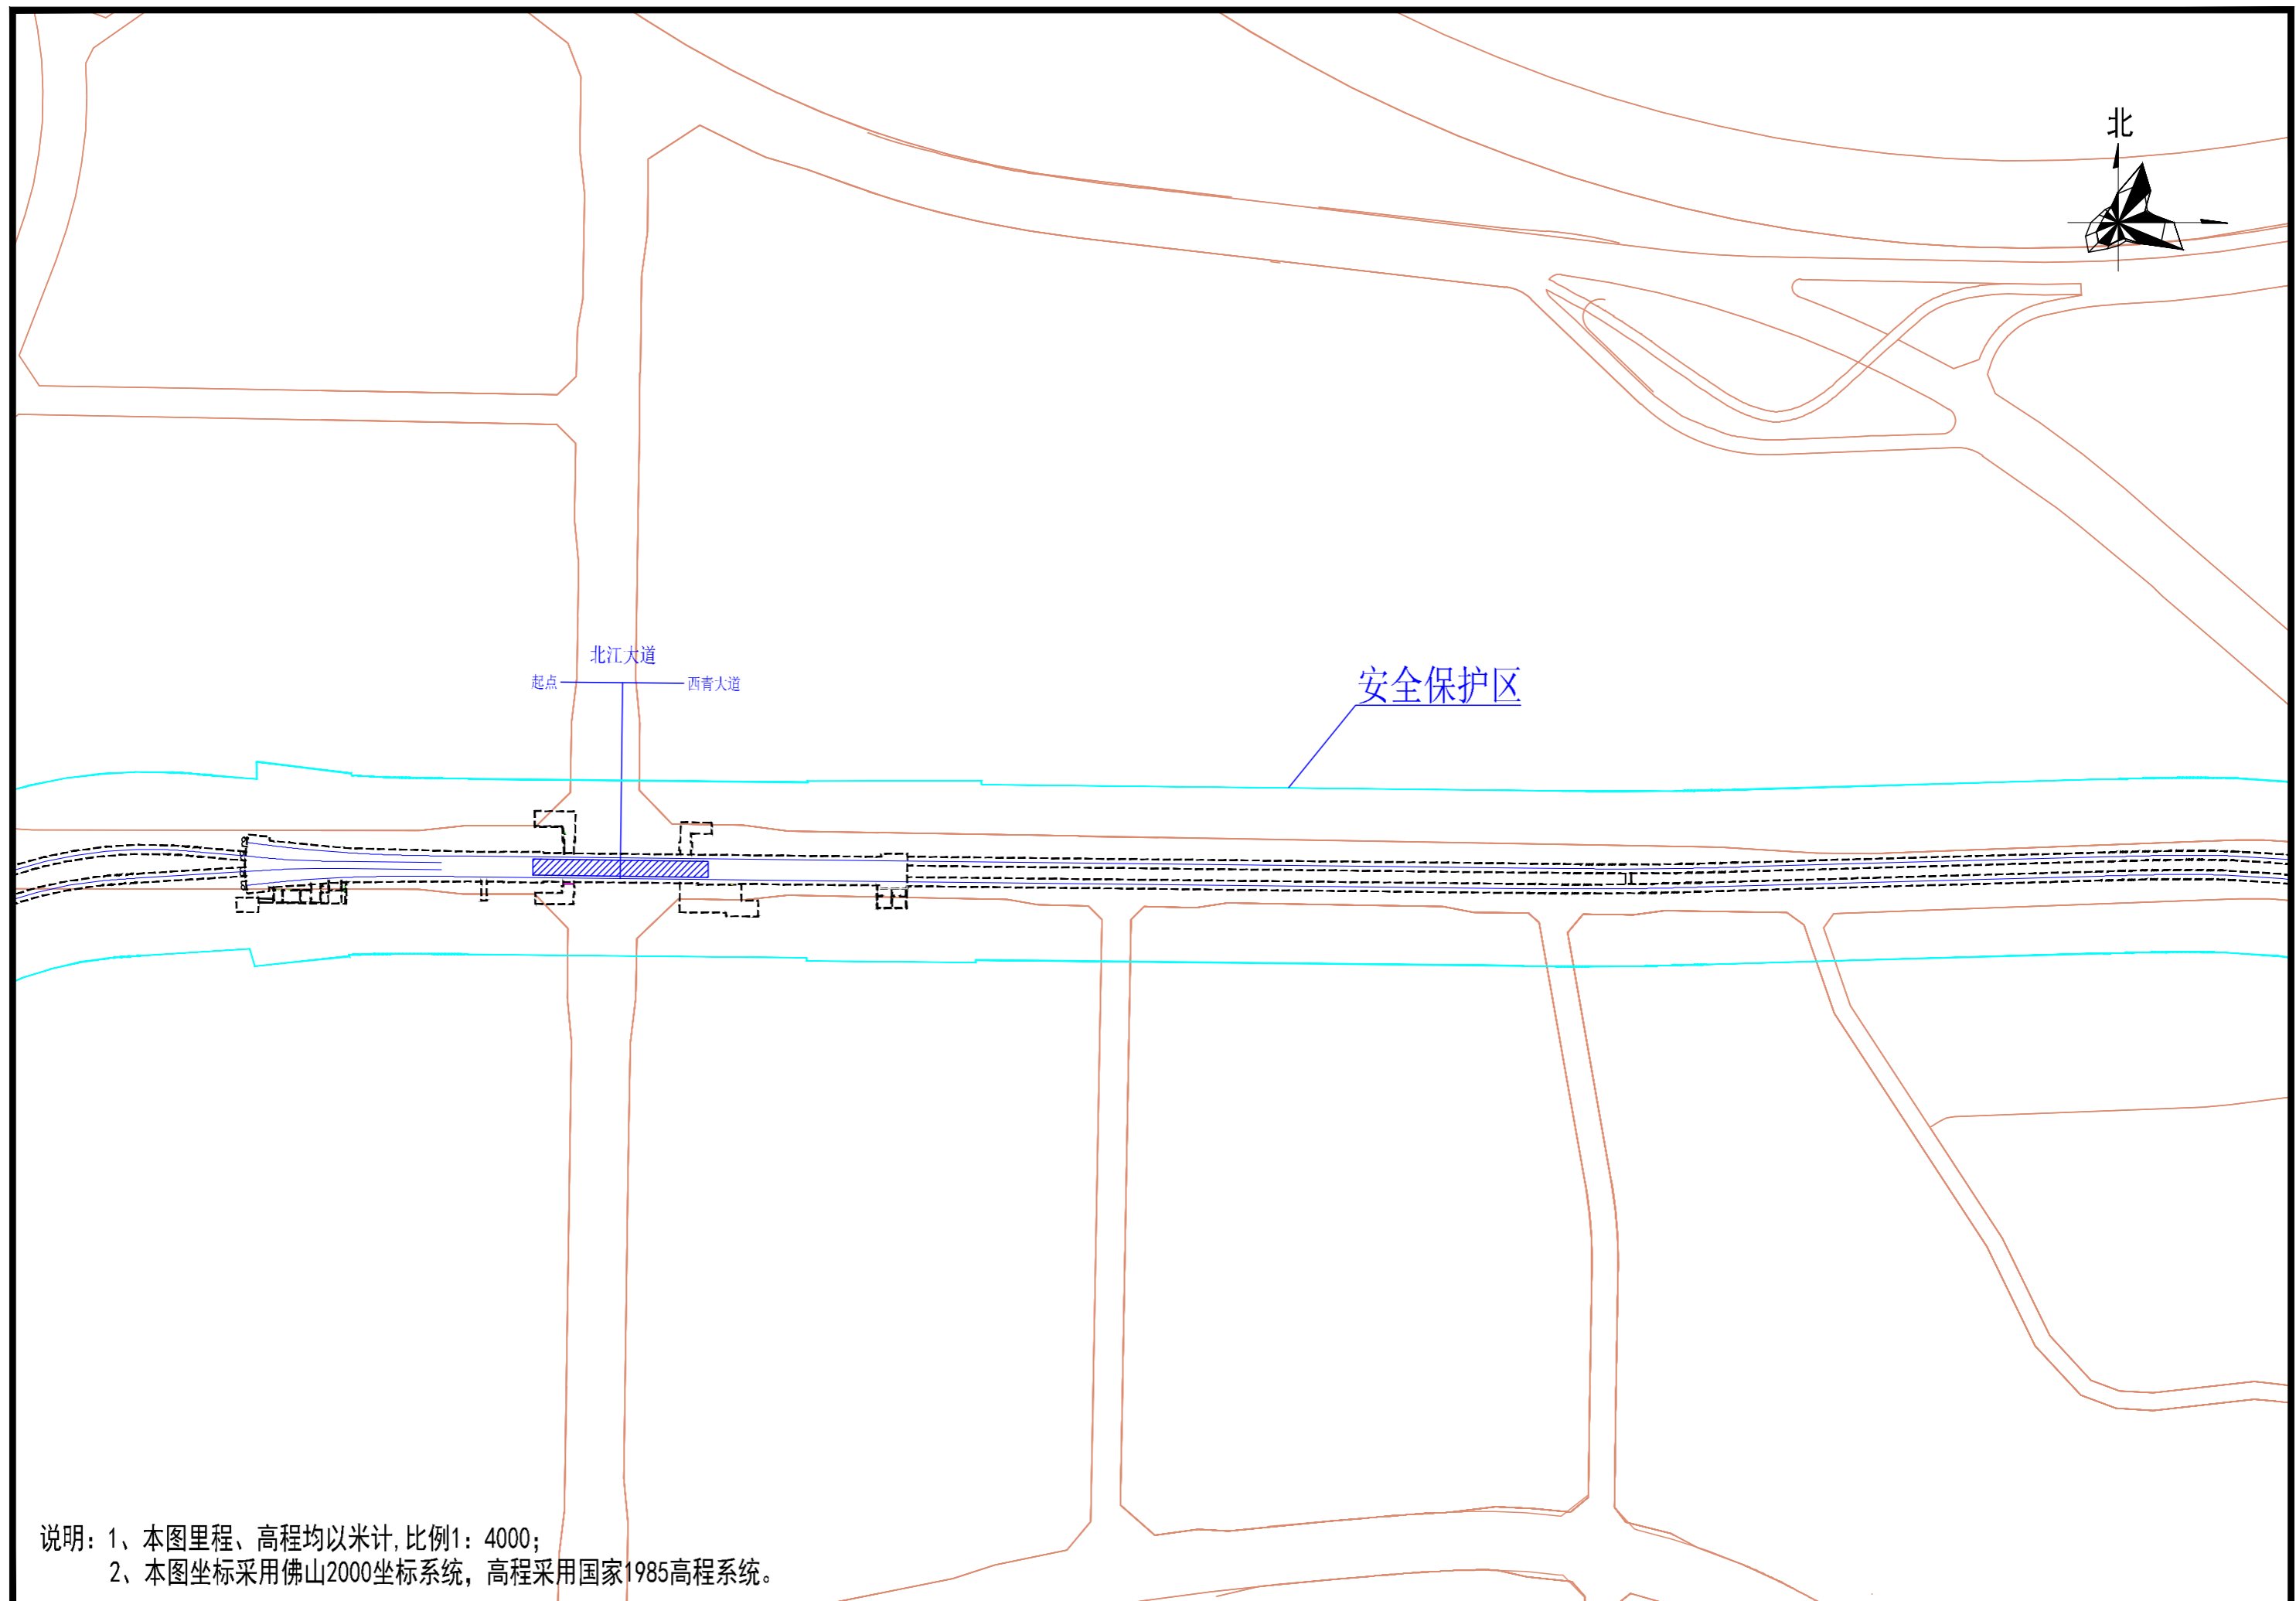 北
北江大道
起点
西青大道
安全保护区
说明：1、本图里程、高程均以米计，比例1：4000；
2、本图坐标采用佛山2000坐标系统，高程采用国家1985高程系统。